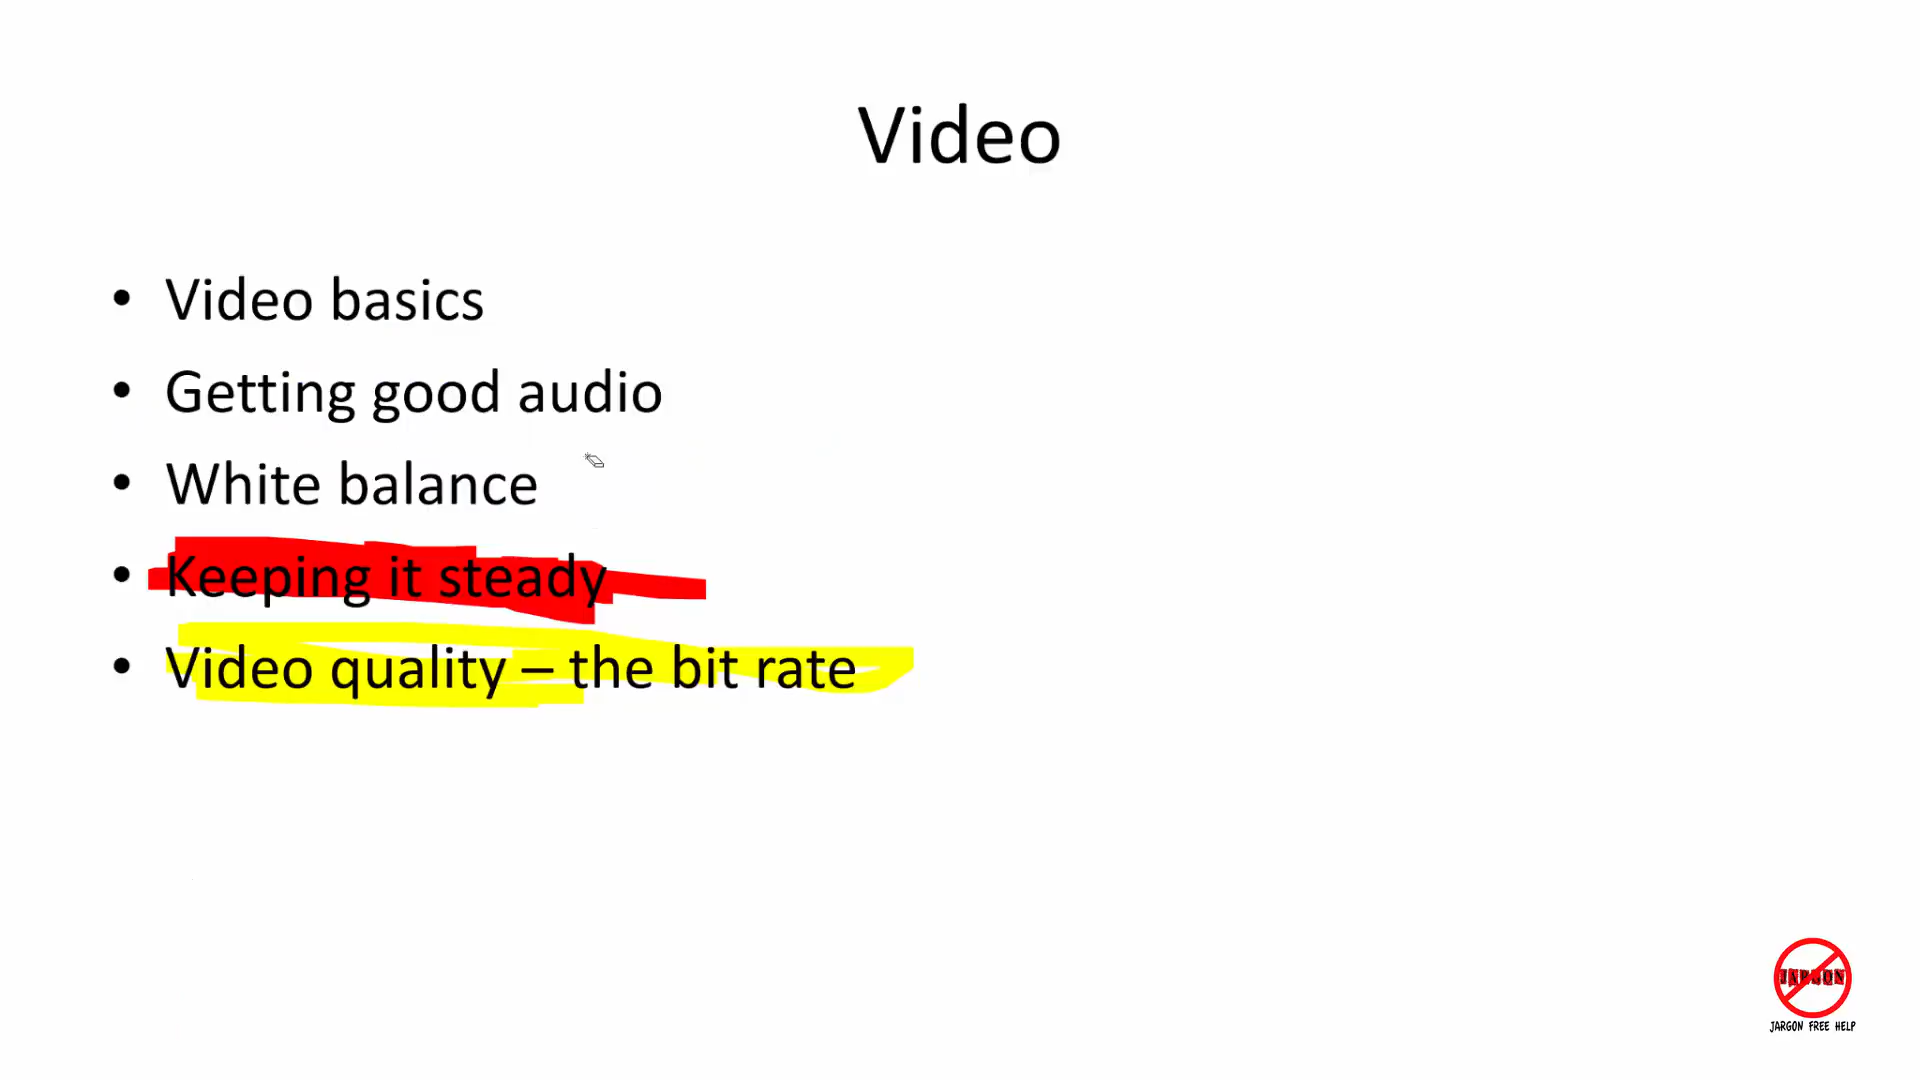 Video
• Video basics
• Getting good audio
• White balance
• Keeping it steady
• Video quality – the bit rate
JARGON
JARGON FREE HELP